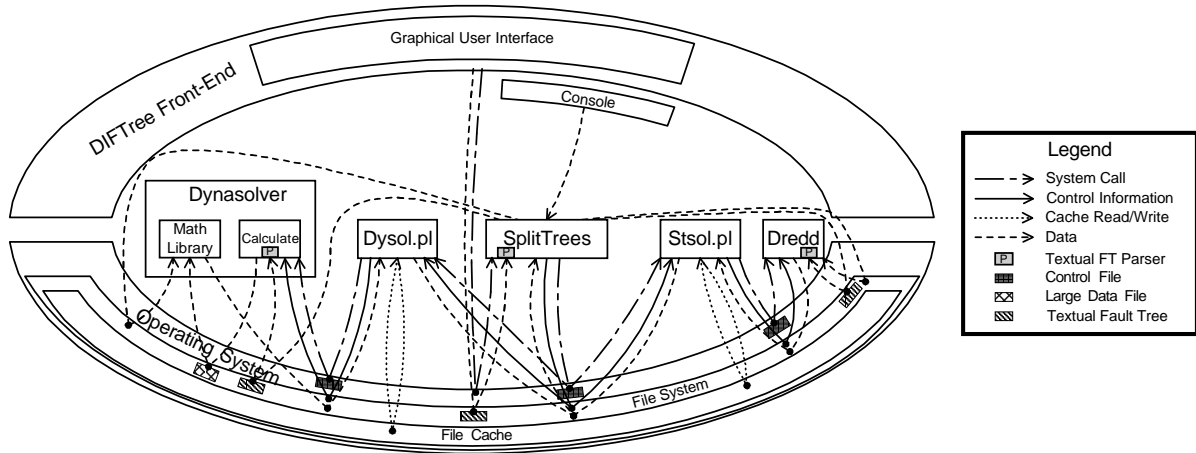 Graphical User Interface
DIFTree Front-End
Console
Legend
System Call
Control Information
Cache Read/Write
Data
P Textual FT Parser
Control File
Large Data File
Textual Fault Tree
Dynasolver
Math
Library
Calculate
P
Dysol.pl
SplitTrees
P
Stsol.pl
Dredd
P
Operating System
File System
File Cache